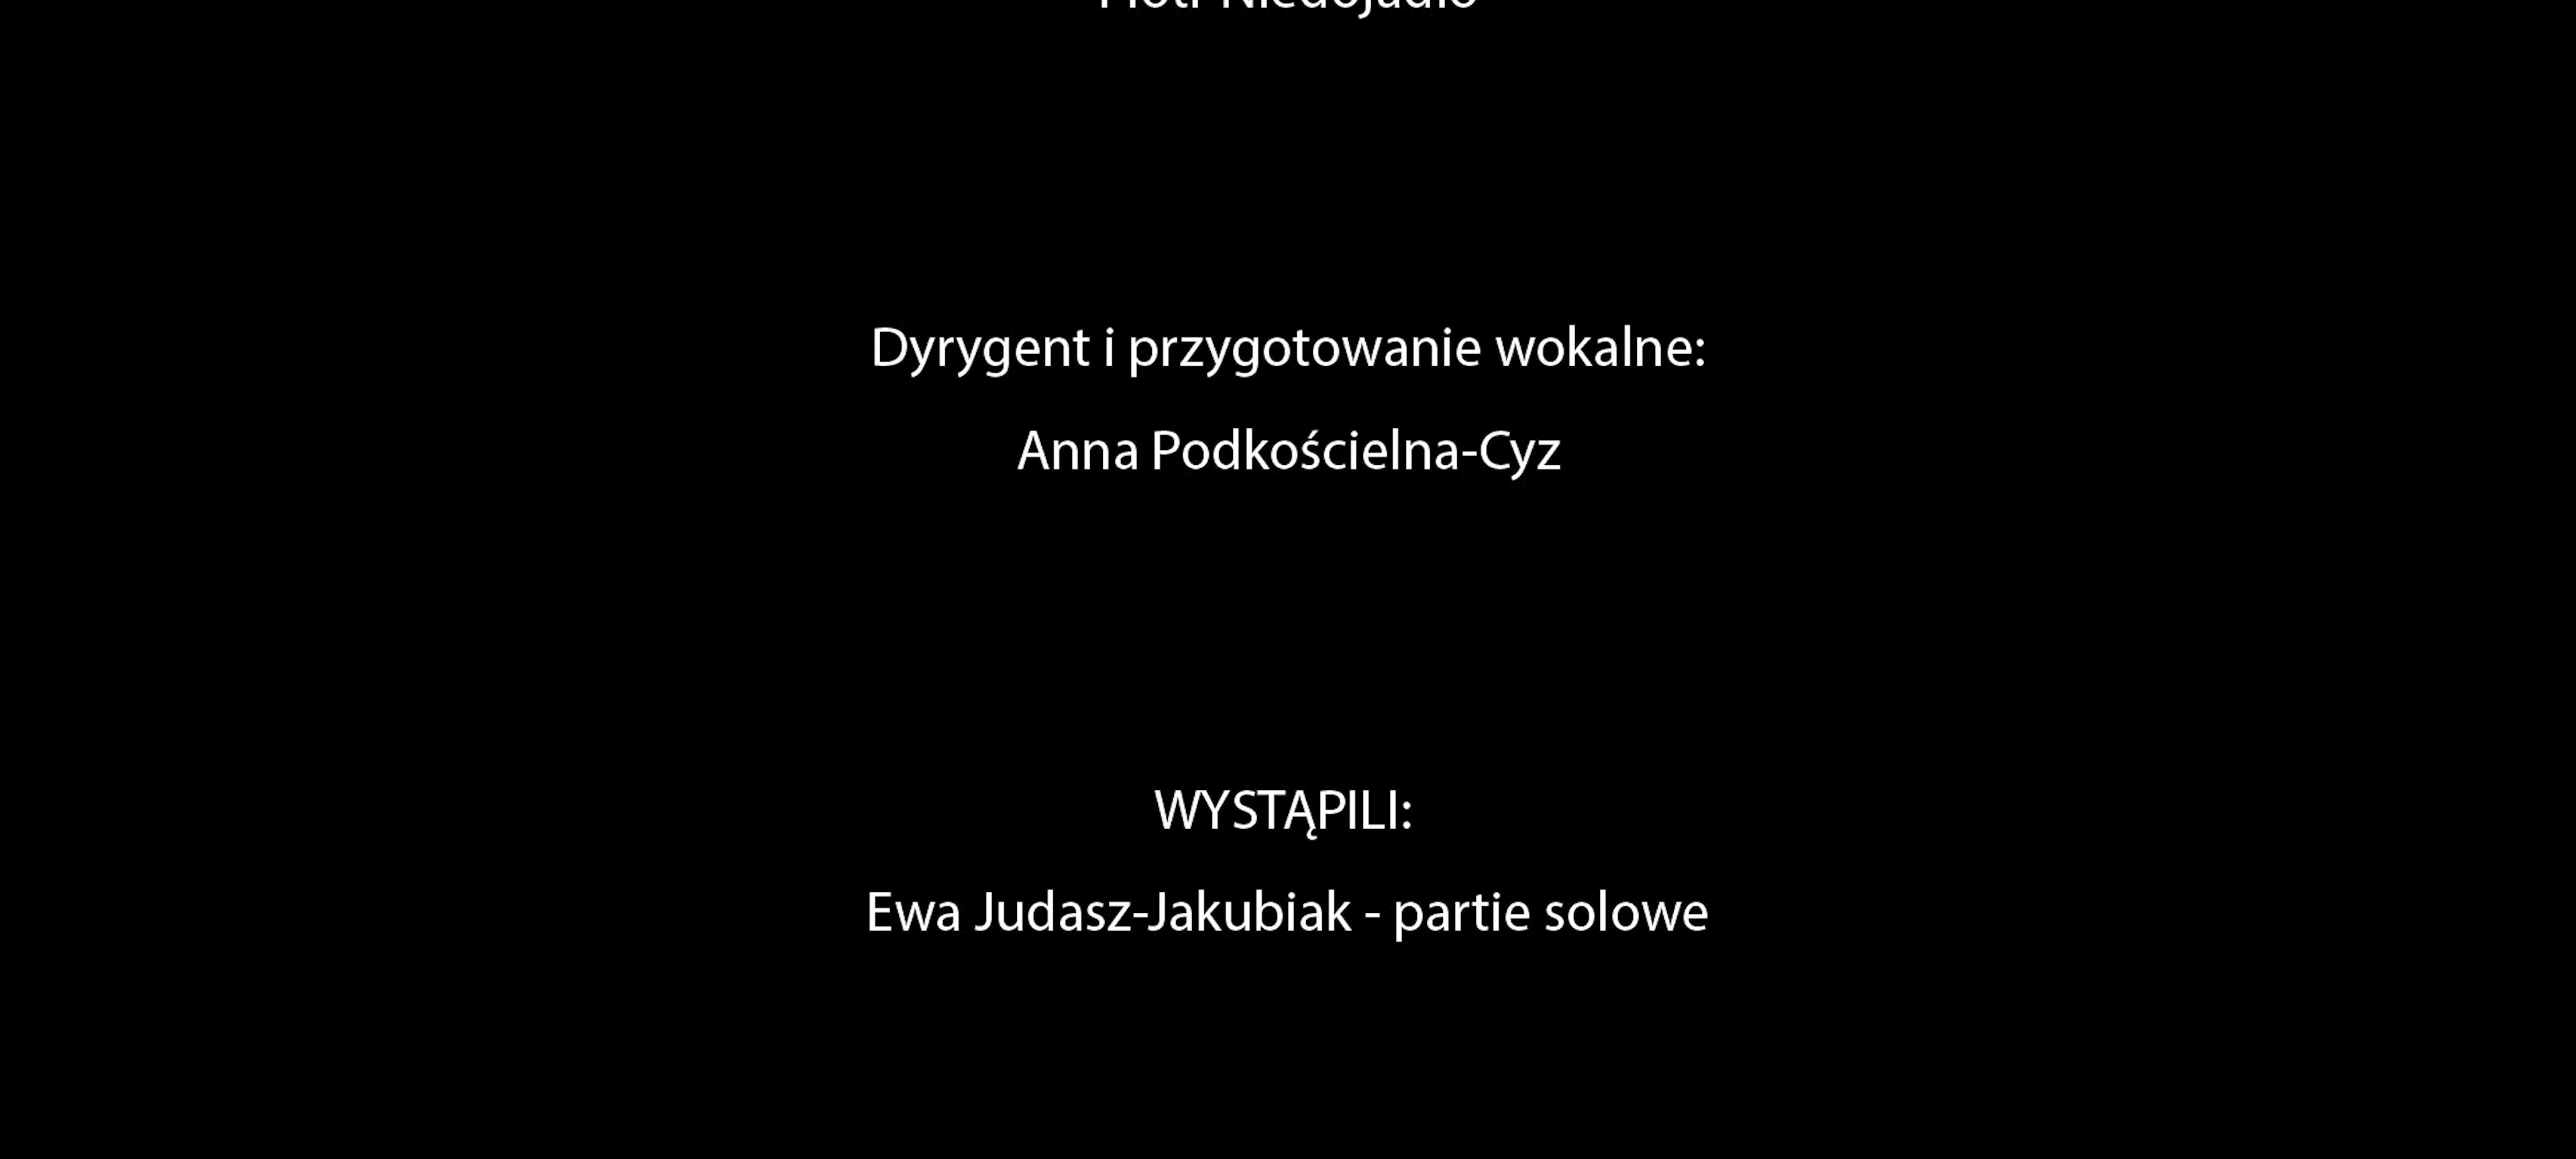 Dyrygent i przygotowanie wokalne:
Anna Podkościelna-Cyz
WYSTĄPILI:
Ewa Judasz-Jakubiak - partie solowe